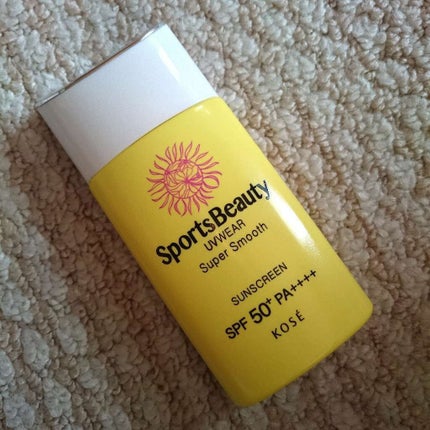 SportsBeauty
UVWEAR
Super Smooth
SUNSCREEN
SPF 50+ PA++++
KOSÉ